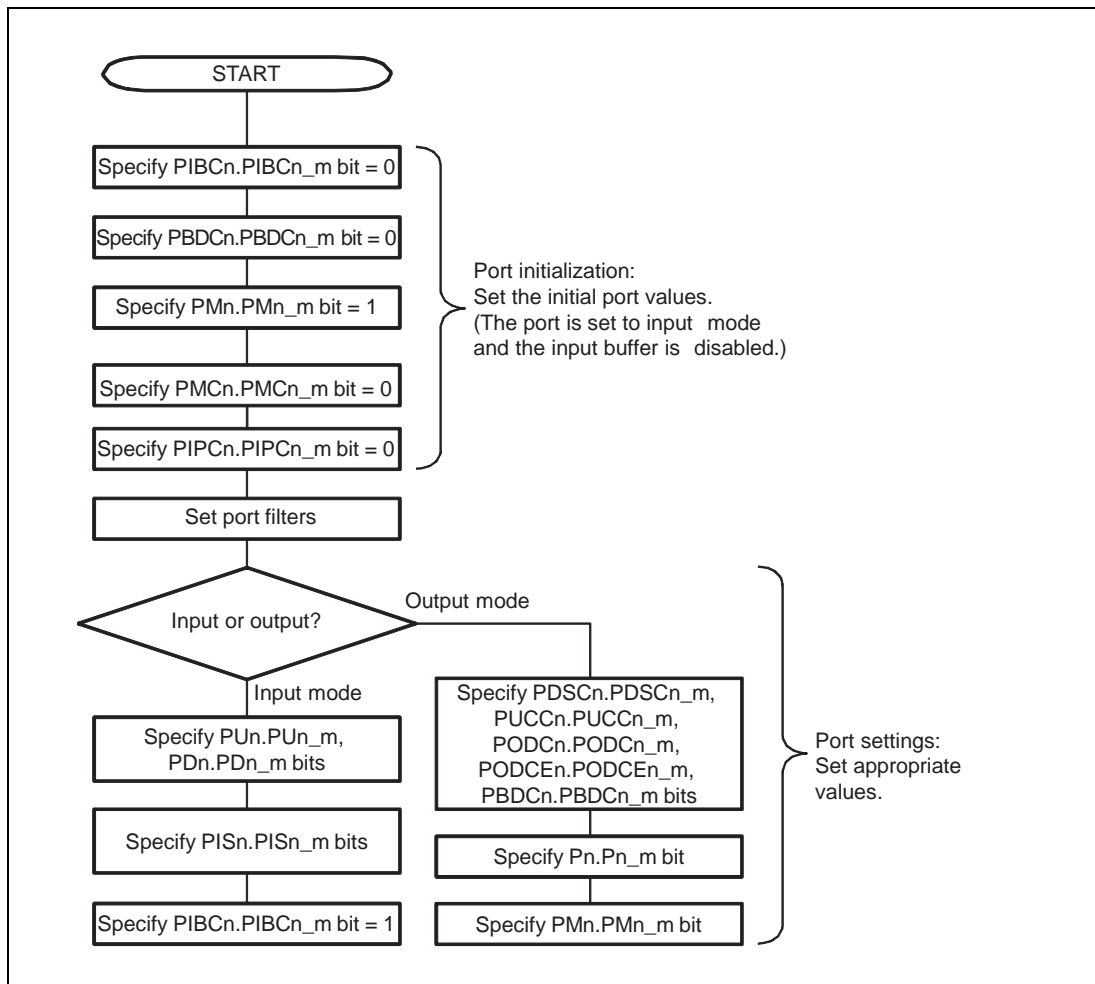 START
Specify PIBCn.PIBCn_m bit = 0
Specify PBDCn.PBDCn_m bit = 0
Specify PMn.PMn_m bit = 1
Specify PMCn.PMCn_m bit = 0
Specify PIPCn.PIPCn_m bit = 0
Port initialization:
Set the initial port values.
(The port is set to input mode
and the input buffer is disabled.)
Set port filters
Input or output?
Output mode
Input mode
Specify PUn.PUn_m,
PDn.PDn_m bits
Specify PISn.PISn_m bits
Specify PIBCn.PIBCn_m bit = 1
Specify PDSCn.PDSCn_m,
PUCCn.PUCCn_m,
PODCn.PODCn_m,
PODCEn.PODCEn_m,
PBDCn.PBDCn_m bits
Specify Pn.Pn_m bit
Specify PMn.PMn_m bit
Port settings:
Set appropriate
values.